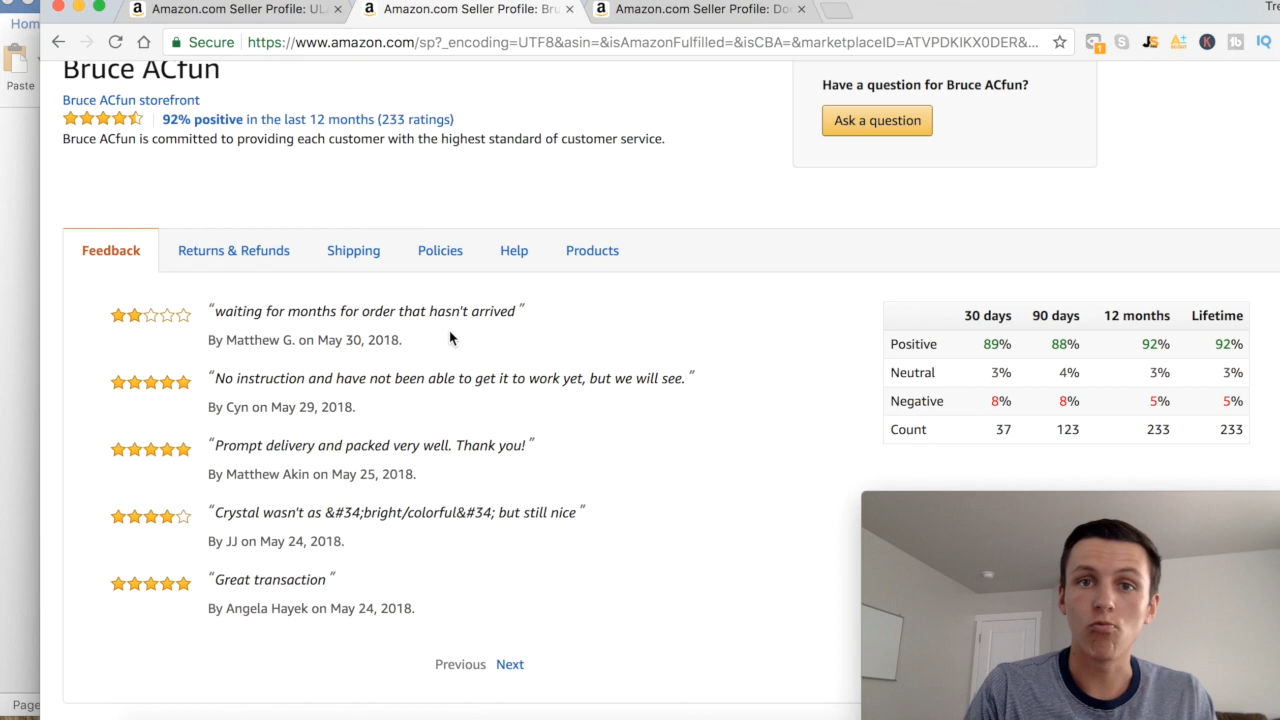 Hom
Tre
Amazon.com Seller Profile: ULA
Amazon.com Seller Profile: Bru
Amazon.com Seller Profile: Do
Secure https://www.amazon.com/sp?_encoding=UTF8&asin=&isAmazonFulfilled=&isCBA=&marketplaceID=ATVPDKIKX0DER&...
1
JS
K
IQ
Paste
Bruce ACfun
Have a question for Bruce ACfun?
Bruce ACfun storefront
92% positive in the last 12 months (233 ratings)
Ask a question
Bruce ACfun is committed to providing each customer with the highest standard of customer service.
Feedback Returns & Refunds Shipping Policies Help Products
"waiting for months for order that hasn't arrived"
By Matthew G. on May 30, 2018.
"No instruction and have not been able to get it to work yet, but we will see."
By Cyn on May 29, 2018.
"Prompt delivery and packed very well. Thank you!"
By Matthew Akin on May 25, 2018.
"Crystal wasn't as &#34;bright/colorful&#34; but still nice"
By JJ on May 24, 2018.
"Great transaction"
By Angela Hayek on May 24, 2018.
Previous Next
30 days 90 days 12 months Lifetime
Positive 89% 88% 92% 92%
Neutral 3% 4% 3% 3%
Negative 8% 8% 5% 5%
Count 37 123 233 233
Page